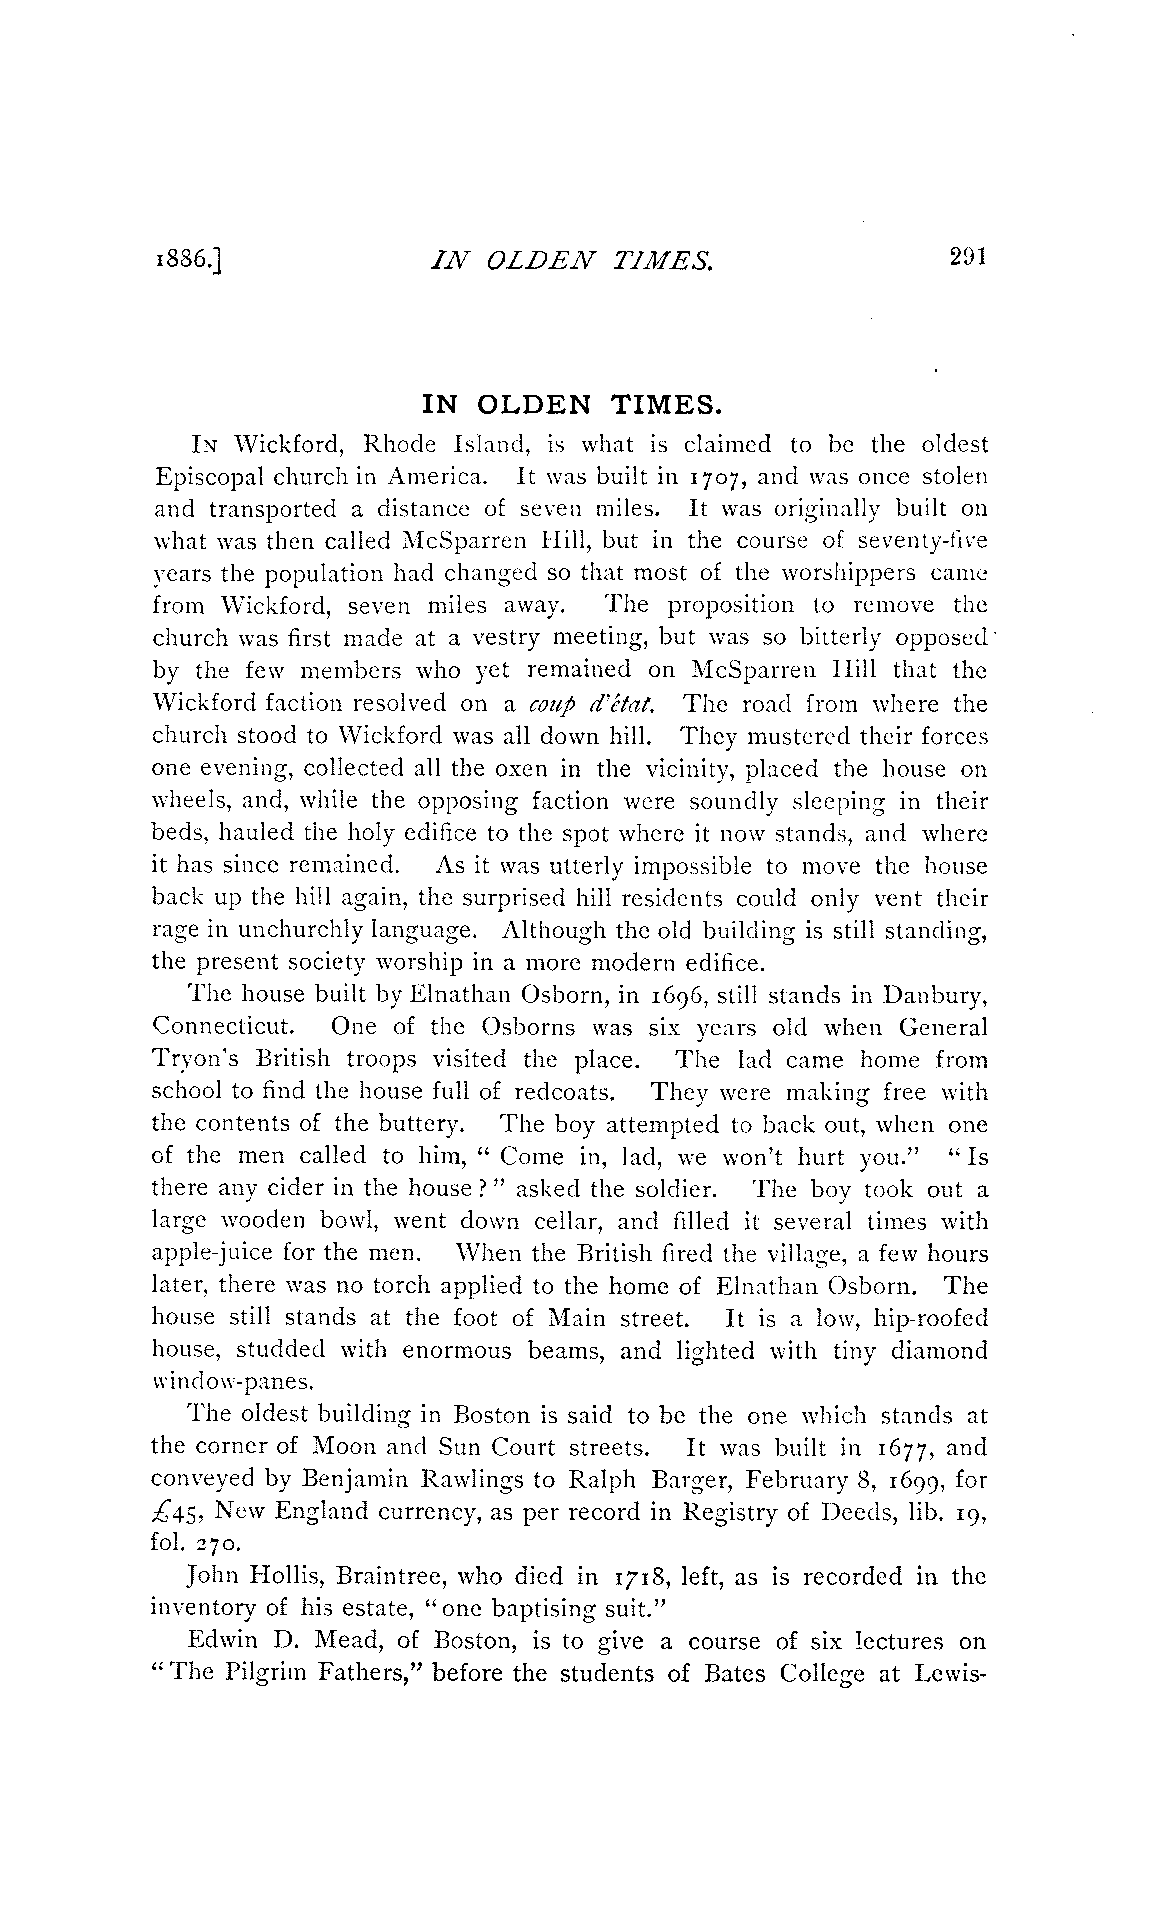 1886.] IN OLDEN TIMES. 291
IN OLDEN TIMES.
In Wickford, Rhode Island, is what is claimed to be the oldest
Episcopal church in America. It was built in 1707, and was once stolen
and transported a distance of seven miles. It was originally built on
what was then called McSparren Hill, but in the course of seventy-five
years the population had changed so that most of the worshippers came
from Wickford, seven miles away. The proposition to remove the
church was first made at a vestry meeting, but was so bitterly opposed
by the few members who yet remained on McSparren Hill that the
Wickford faction resolved on a coup d'état. The road from where the
church stood to Wickford was all down hill. They mustered their forces
one evening, collected all the oxen in the vicinity, placed the house on
wheels, and, while the opposing faction were soundly sleeping in their
beds, hauled the holy edifice to the spot where it now stands, and where
it has since remained. As it was utterly impossible to move the house
back up the hill again, the surprised hill residents could only vent their
rage in unchurchly language. Although the old building is still standing,
the present society worship in a more modern edifice.
The house built by Elnathan Osborn, in 1696, still stands in Danbury,
Connecticut. One of the Osborns was six years old when General
Tryon's British troops visited the place. The lad came home from
school to find the house full of redcoats. They were making free with
the contents of the buttery. The boy attempted to back out, when one
of the men called to him, "Come in, lad, we won't hurt you." "Is
there any cider in the house?" asked the soldier. The boy took out a
large wooden bowl, went down cellar, and filled it several times with
apple-juice for the men. When the British fired the village, a few hours
later, there was no torch applied to the home of Elnathan Osborn. The
house still stands at the foot of Main street. It is a low, hip-roofed
house, studded with enormous beams, and lighted with tiny diamond
window-panes.
The oldest building in Boston is said to be the one which stands at
the corner of Moon and Sun Court streets. It was built in 1677, and
conveyed by Benjamin Rawlings to Ralph Barger, February 8, 1699, for
£45, New England currency, as per record in Registry of Deeds, lib. 19,
fol. 270.
John Hollis, Braintree, who died in 1718, left, as is recorded in the
inventory of his estate, "one baptising suit."
Edwin D. Mead, of Boston, is to give a course of six lectures on
"The Pilgrim Fathers," before the students of Bates College at Lewis-